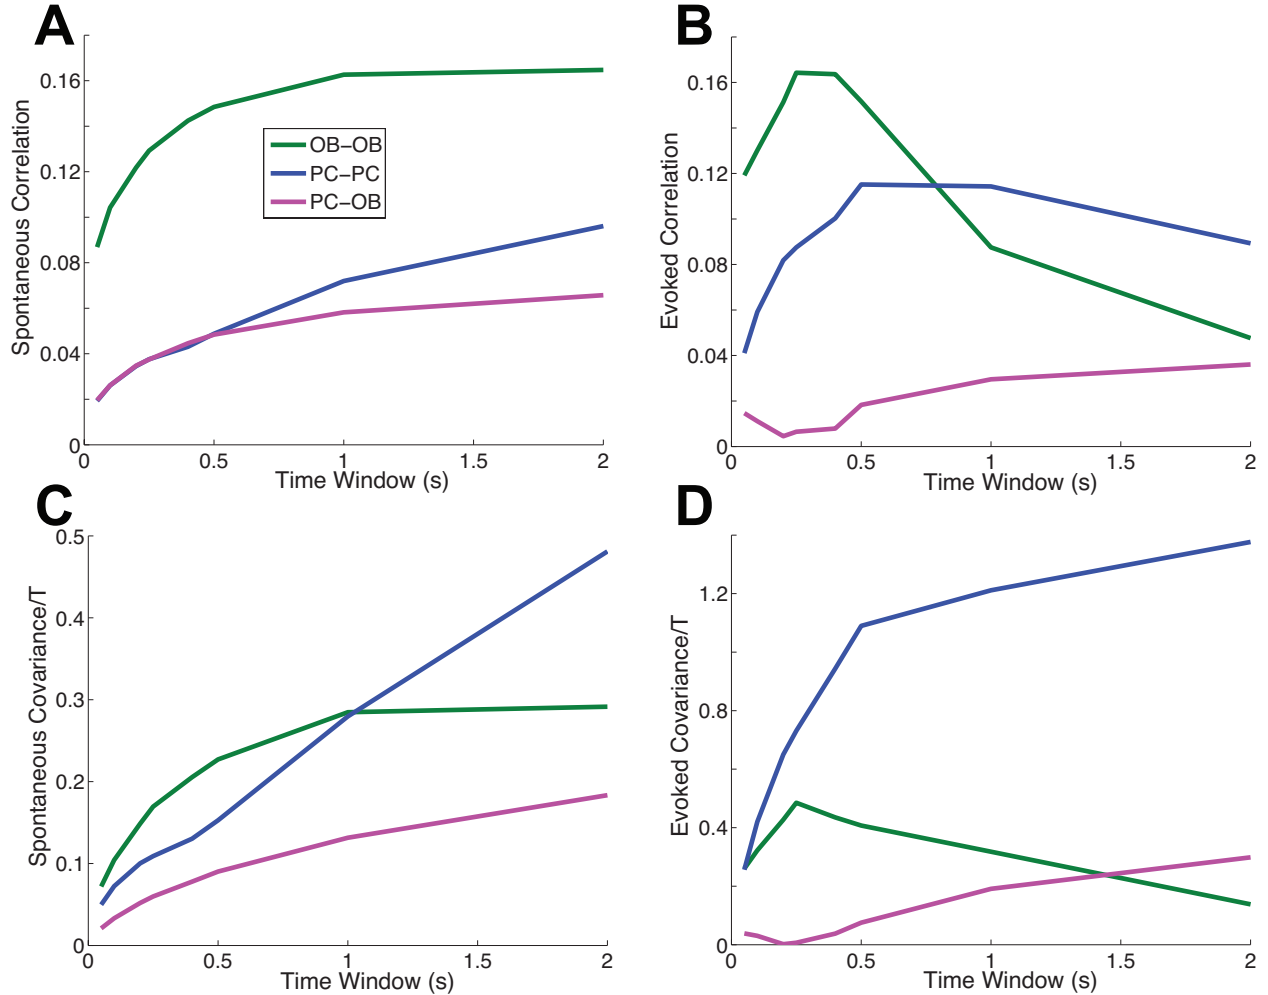 A
Spontaneous Correlation
0.16
0.12
0.08
0.04
0
0 0.5 1 1.5 2
Time Window (s)
OB–OB
PC–PC
PC–OB
B
Evoked Correlation
0.16
0.12
0.08
0.04
0
0 0.5 1 1.5 2
Time Window (s)
C
Spontaneous Covariance/T
0.5
0.4
0.3
0.2
0.1
0
0 0.5 1 1.5 2
Time Window (s)
D
Evoked Covariance/T
1.2
0.8
0.4
0
0 0.5 1 1.5 2
Time Window (s)